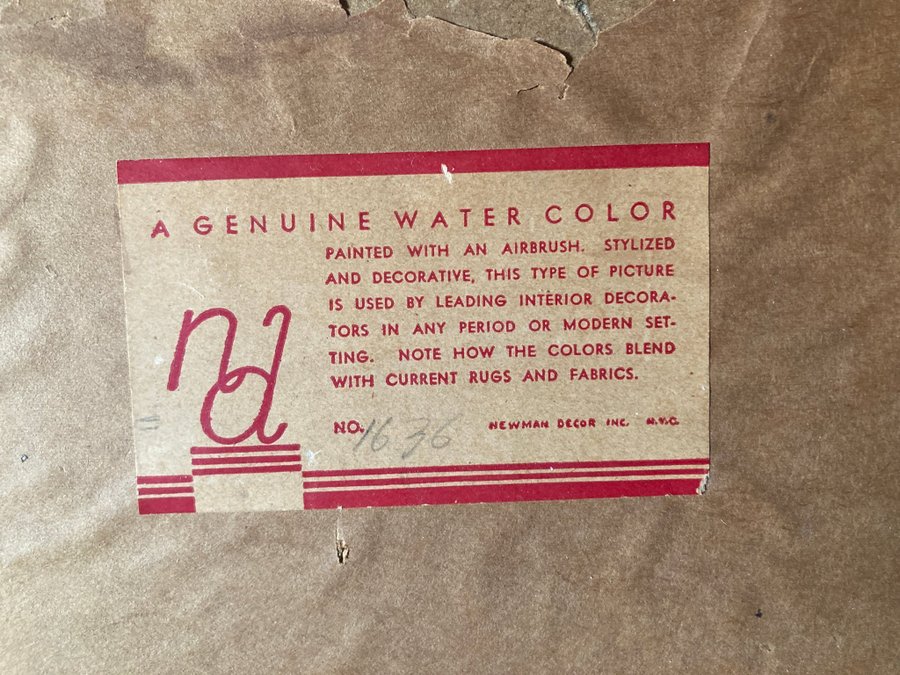 A GENUINE WATER COLOR
PAINTED WITH AN AIRBRUSH. STYLIZED
AND DECORATIVE, THIS TYPE OF PICTURE
IS USED BY LEADING INTERIOR DECORA-
TORS IN ANY PERIOD OR MODERN SET-
TING. NOTE HOW THE COLORS BLEND
WITH CURRENT RUGS AND FABRICS.
nd
NO. 1636 NEWMAN DECOR INC. N.Y.C.